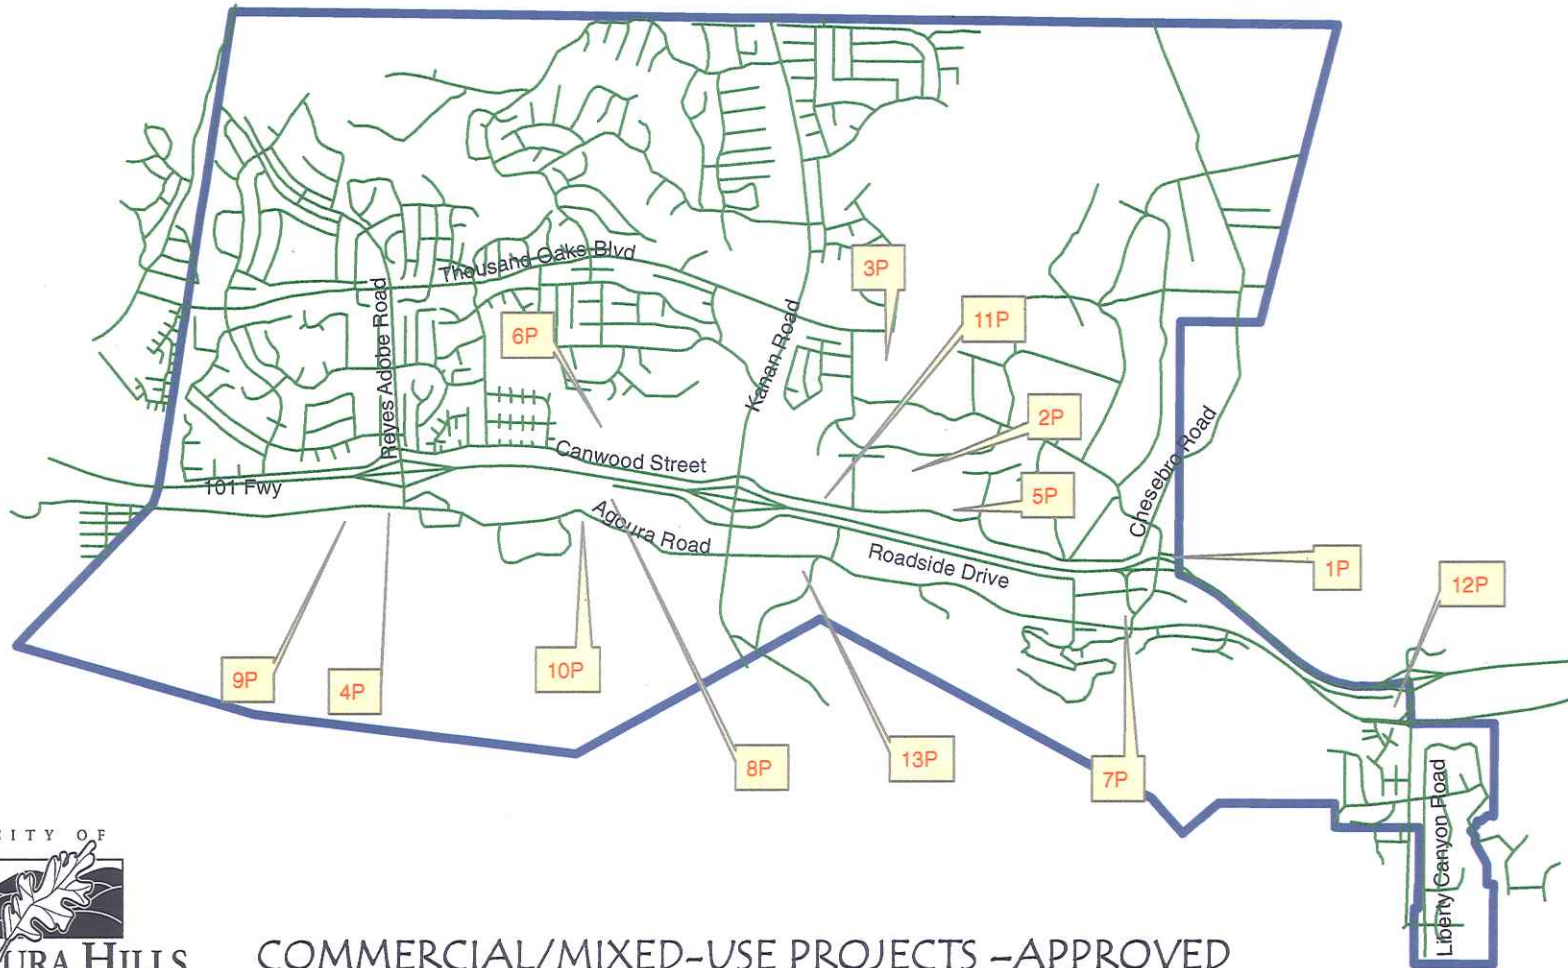 Thousand Oaks Blvd
3P
11P
6P
Reyes Adobe Road
Kanan Road
2P
Canwood Street
101 Fwy
5P
Chesebro Road
Agoura Road
Roadside Drive
1P
12P
9P
4P
10P
8P
13P
7P
Liberty Canyon Road
CITY OF
URA HILLS
COMMERCIAL/MIXED-USE PROJECTS -APPROVED